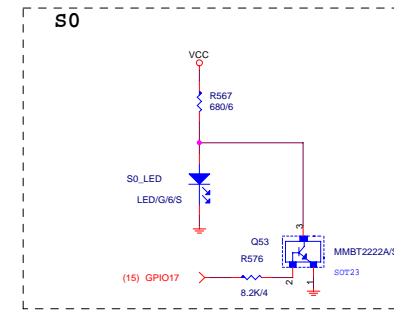 S0
VCC
R567
680/6
S0_LED
LED/G/6/S
3
Q53
MMBT2222A/S
R576
SOT23
(15) GPIO17
2
1
8.2K/4